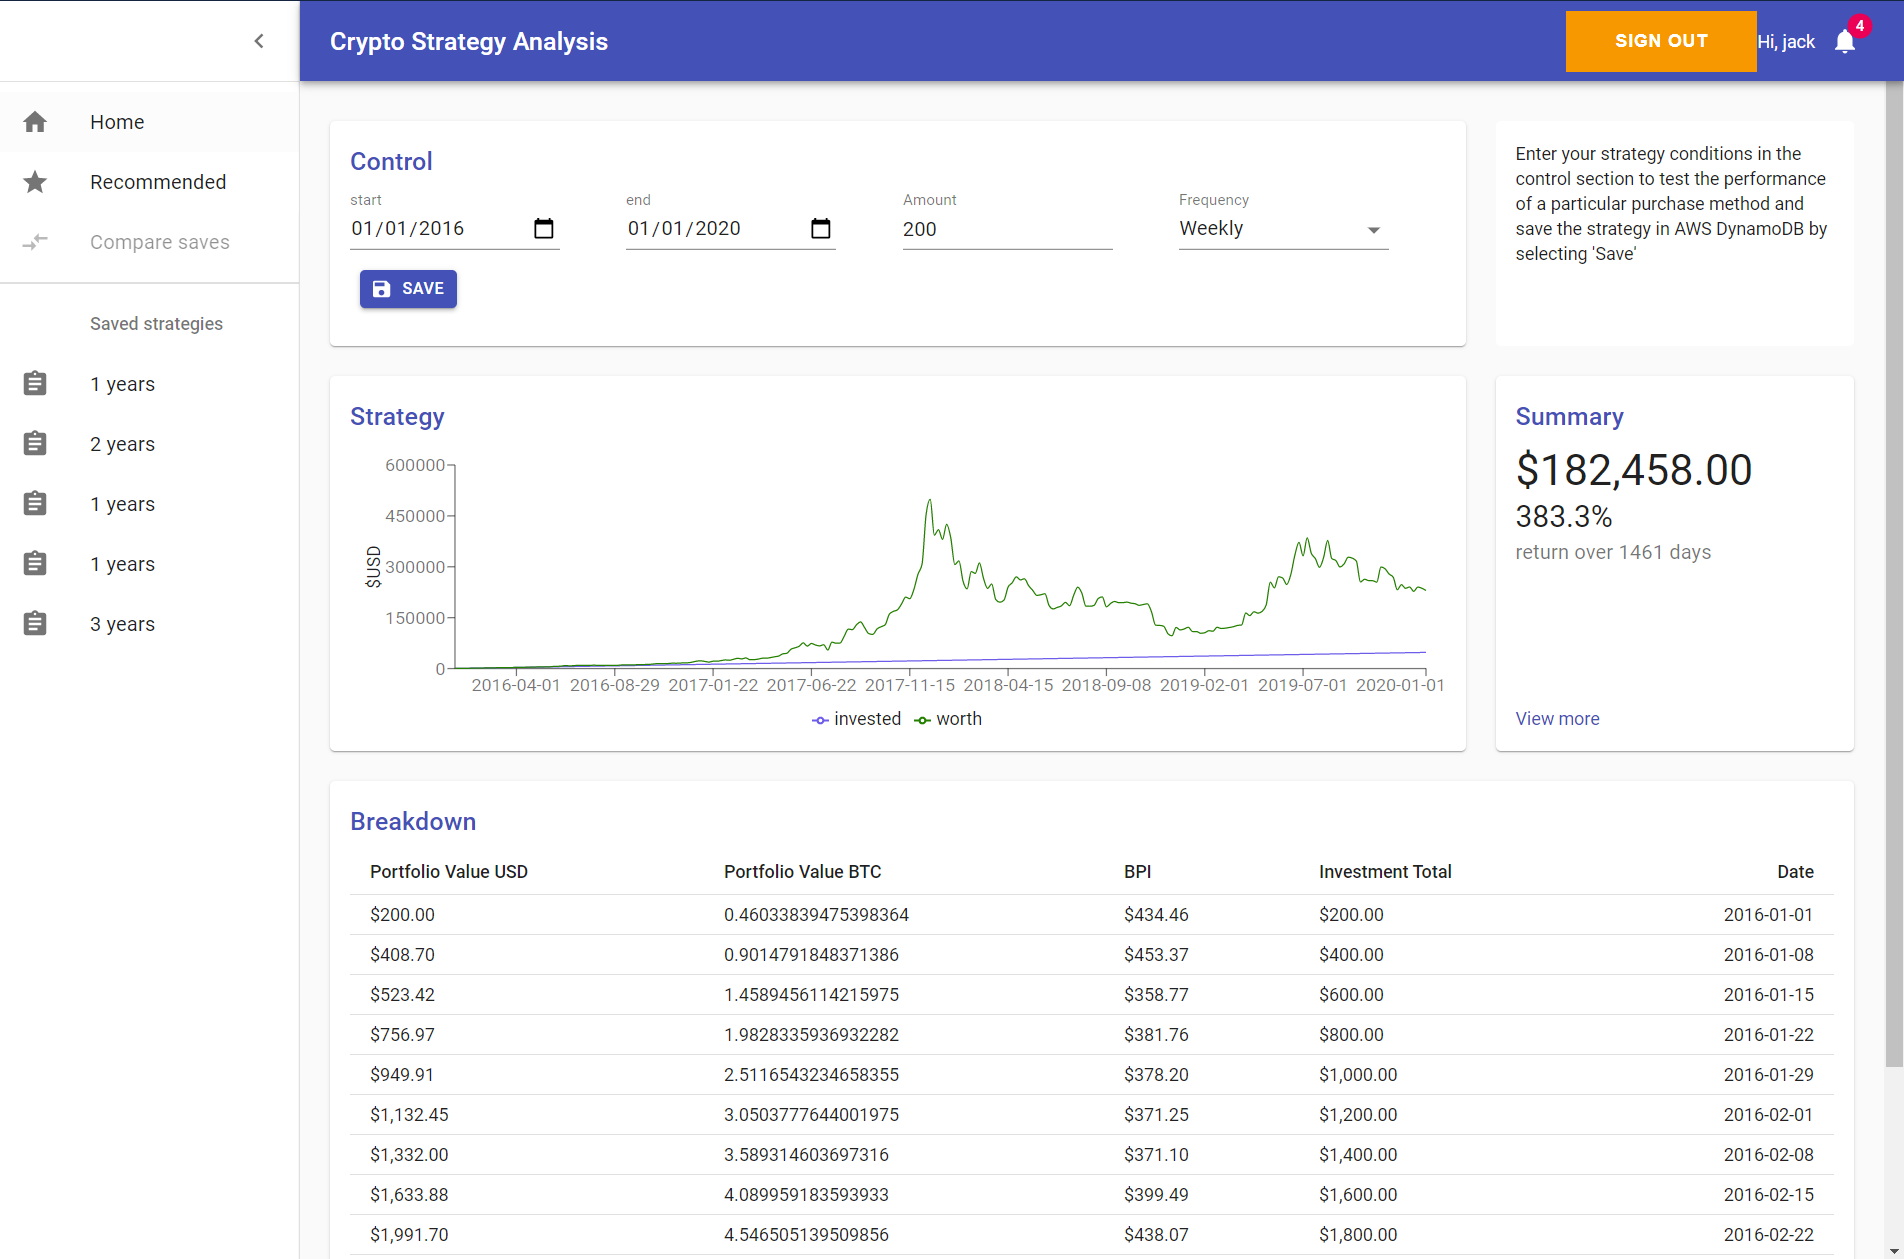 Crypto Strategy Analysis
SIGN OUT
Hi, jack
4
Home
Recommended
Compare saves
Saved strategies
1 years
2 years
1 years
1 years
3 years
Control
start
end
Amount
Frequency
01/01/2016
01/01/2020
200
Weekly
SAVE
Enter your strategy conditions in the
control section to test the performance
of a particular purchase method and
save the strategy in AWS DynamoDB by
selecting 'Save'
Strategy
$USD
600000
450000
300000
150000
0
2016-04-01 2016-08-29 2017-01-22 2017-06-22 2017-11-15 2018-04-15 2018-09-08 2019-02-01 2019-07-01 2020-01-01
invested worth
Summary
$182,458.00
383.3%
return over 1461 days
View more
Breakdown
Portfolio Value USD Portfolio Value BTC BPI Investment Total Date
$200.00 0.46033839475398364 $434.46 $200.00 2016-01-01
$408.70 0.9014791848371386 $453.37 $400.00 2016-01-08
$523.42 1.4589456114215975 $358.77 $600.00 2016-01-15
$756.97 1.9828335936932282 $381.76 $800.00 2016-01-22
$949.91 2.5116543234658355 $378.20 $1,000.00 2016-01-29
$1,132.45 3.0503777644001975 $371.25 $1,200.00 2016-02-01
$1,332.00 3.589314603697316 $371.10 $1,400.00 2016-02-08
$1,633.88 4.089959183593933 $399.49 $1,600.00 2016-02-15
$1,991.70 4.546505139509856 $438.07 $1,800.00 2016-02-22